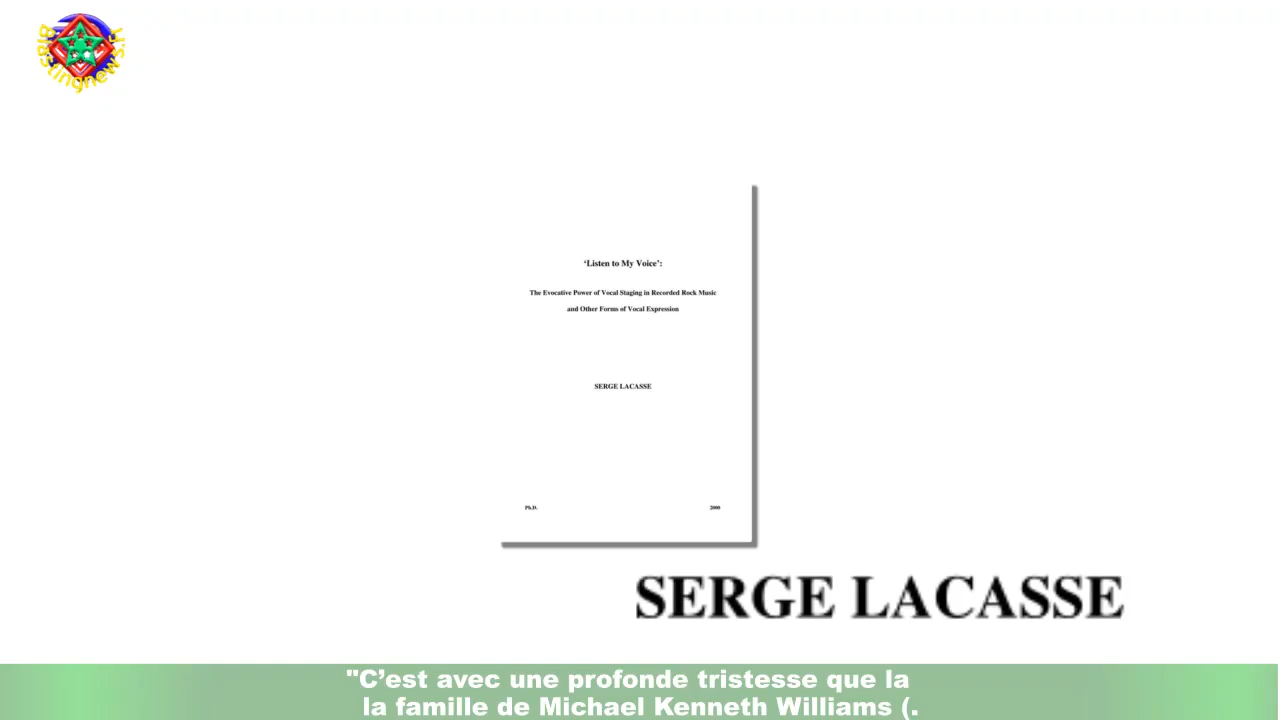 Blastingnews.fr
‘Listen to My Voice’:
The Evocative Power of Vocal Staging in Recorded Rock Music
and Other Forms of Vocal Expression
SERGE LACASSE
Ph.D. 2000
SERGE LACASSE
"C’est avec une profonde tristesse que la
la famille de Michael Kenneth Williams (.